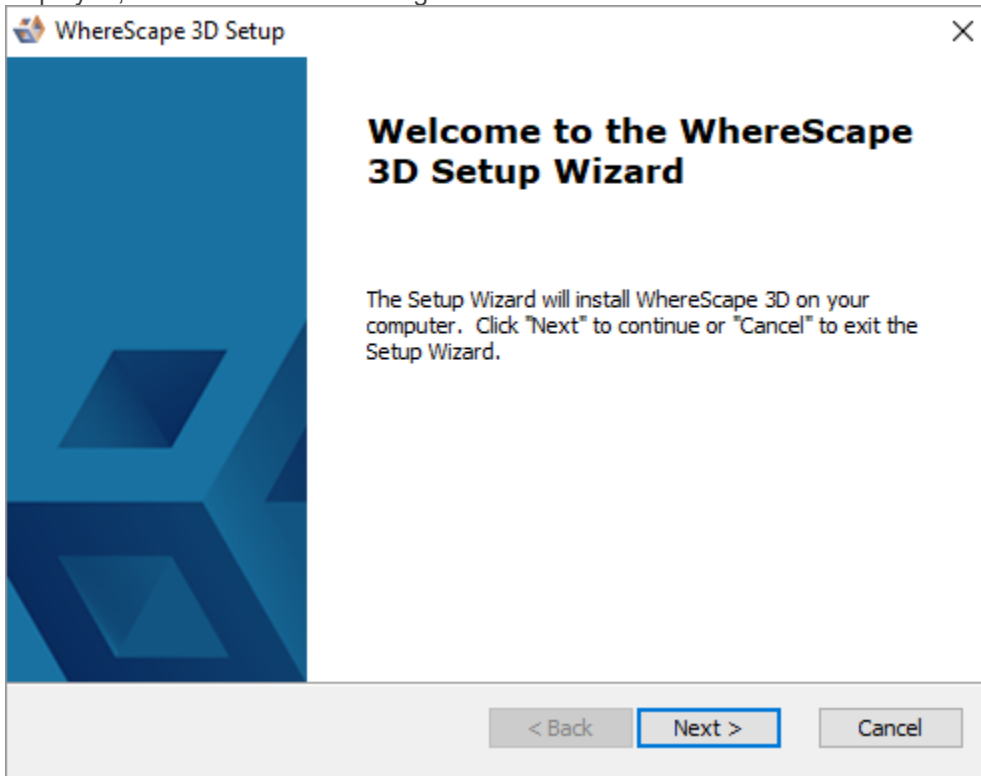 WhereScape 3D Setup
Welcome to the WhereScape
3D Setup Wizard
The Setup Wizard will install WhereScape 3D on your
computer.  Click "Next" to continue or "Cancel" to exit the
Setup Wizard.
< Back
Next >
Cancel